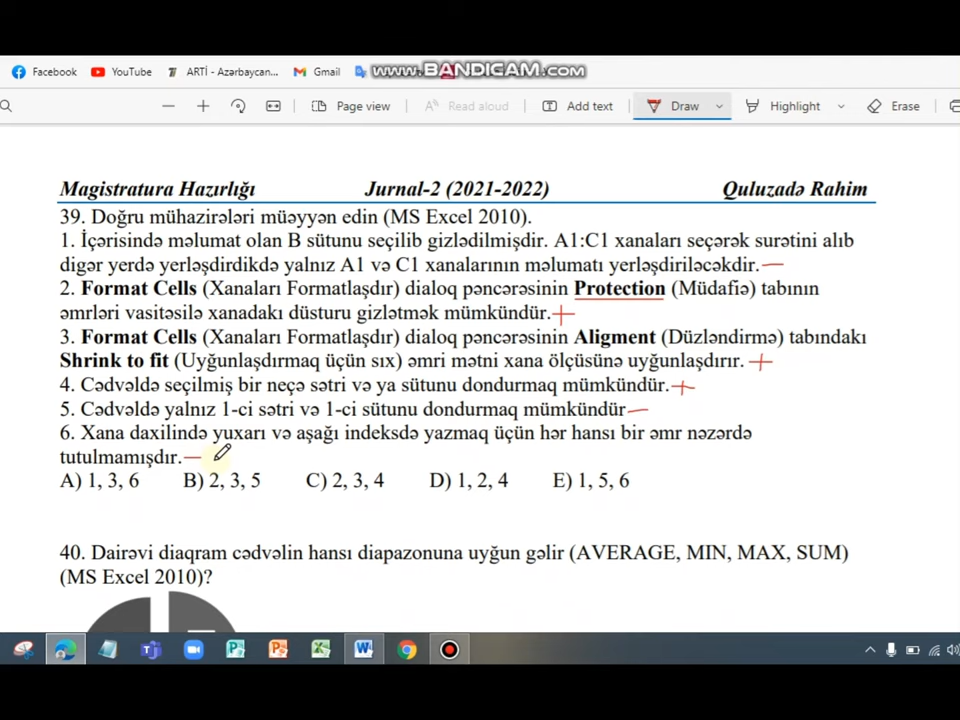 Facebook YouTube ARTİ - Azərbaycan... Gmail www.BANDICAM.com
Page view Read aloud Add text Draw Highlight Erase
Magistratura Hazırlığı Jurnal-2 (2021-2022) Quluzadə Rahim
39. Doğru mühazirələri müəyyən edin (MS Excel 2010).
1. İçərisində məlumat olan B sütunu seçilib gizlədilmişdir. A1:C1 xanaları seçərək surətini alıb
digər yerdə yerləşdirdikdə yalnız A1 və C1 xanalarının məlumatı yerləşdiriləcəkdir. —
2. Format Cells (Xanaları Formatlaşdır) dialoq pəncərəsinin Protection (Müdafiə) tabının
əmrləri vasitəsilə xanadakı düsturu gizlətmək mümkündür. +
3. Format Cells (Xanaları Formatlaşdır) dialoq pəncərəsinin Aligment (Düzləndirmə) tabındakı
Shrink to fit (Uyğunlaşdırmaq üçün sıx) əmri mətni xana ölçüsünə uyğunlaşdırır. +
4. Cədvəldə seçilmiş bir neçə sətri və ya sütunu dondurmaq mümkündür. +
5. Cədvəldə yalnız 1-ci sətri və 1-ci sütunu dondurmaq mümkündür —
6. Xana daxilində yuxarı və aşağı indeksdə yazmaq üçün hər hansı bir əmr nəzərdə
tutulmamışdır. —
A) 1, 3, 6 B) 2, 3, 5 C) 2, 3, 4 D) 1, 2, 4 E) 1, 5, 6
40. Dairəvi diaqram cədvəlin hansı diapazonuna uyğun gəlir (AVERAGE, MIN, MAX, SUM)
(MS Excel 2010)?